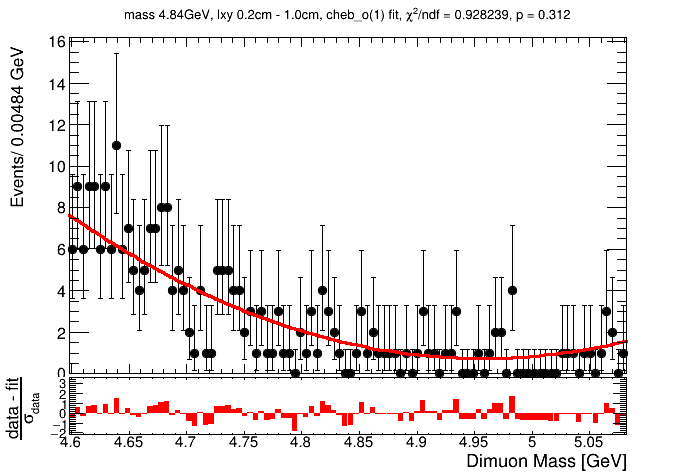 mass 4.84GeV, lxy 0.2cm - 1.0cm, cheb_o(1) fit, χ²/ndf = 0.928239, p = 0.312
Events/ 0.00484 GeV
16
14
12
10
8
6
4
2
0
data - fit
σdata
3
2
1
0
−1
−2
4.6 4.65 4.7 4.75 4.8 4.85 4.9 4.95 5 5.05
Dimuon Mass [GeV]